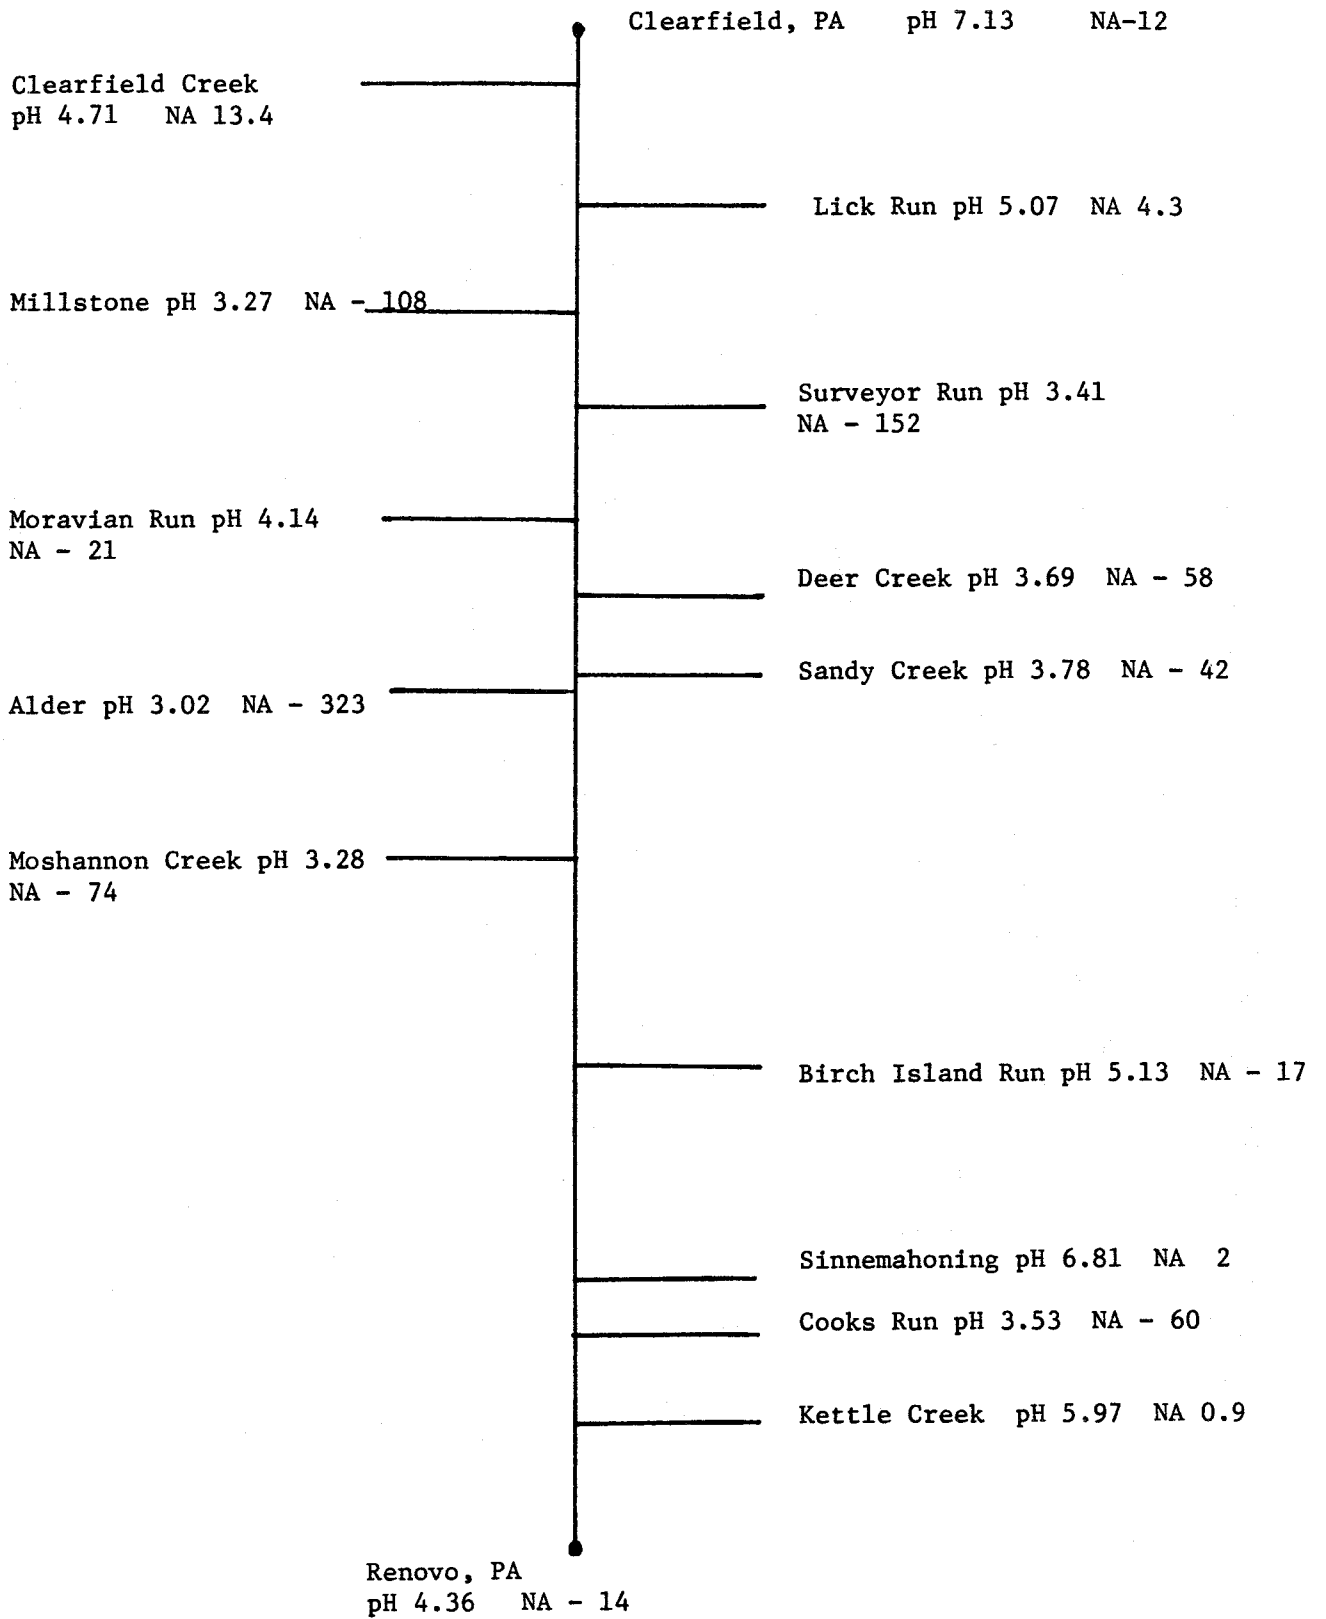 Clearfield, PA pH 7.13 NA-12
Clearfield Creek
pH 4.71 NA 13.4
Lick Run pH 5.07 NA 4.3
Millstone pH 3.27 NA - 108
Surveyor Run pH 3.41
NA - 152
Moravian Run pH 4.14
NA - 21
Deer Creek pH 3.69 NA - 58
Sandy Creek pH 3.78 NA - 42
Alder pH 3.02 NA - 323
Moshannon Creek pH 3.28
NA - 74
Birch Island Run pH 5.13 NA - 17
Sinnemahoning pH 6.81 NA 2
Cooks Run pH 3.53 NA - 60
Kettle Creek pH 5.97 NA 0.9
Renovo, PA
pH 4.36 NA - 14